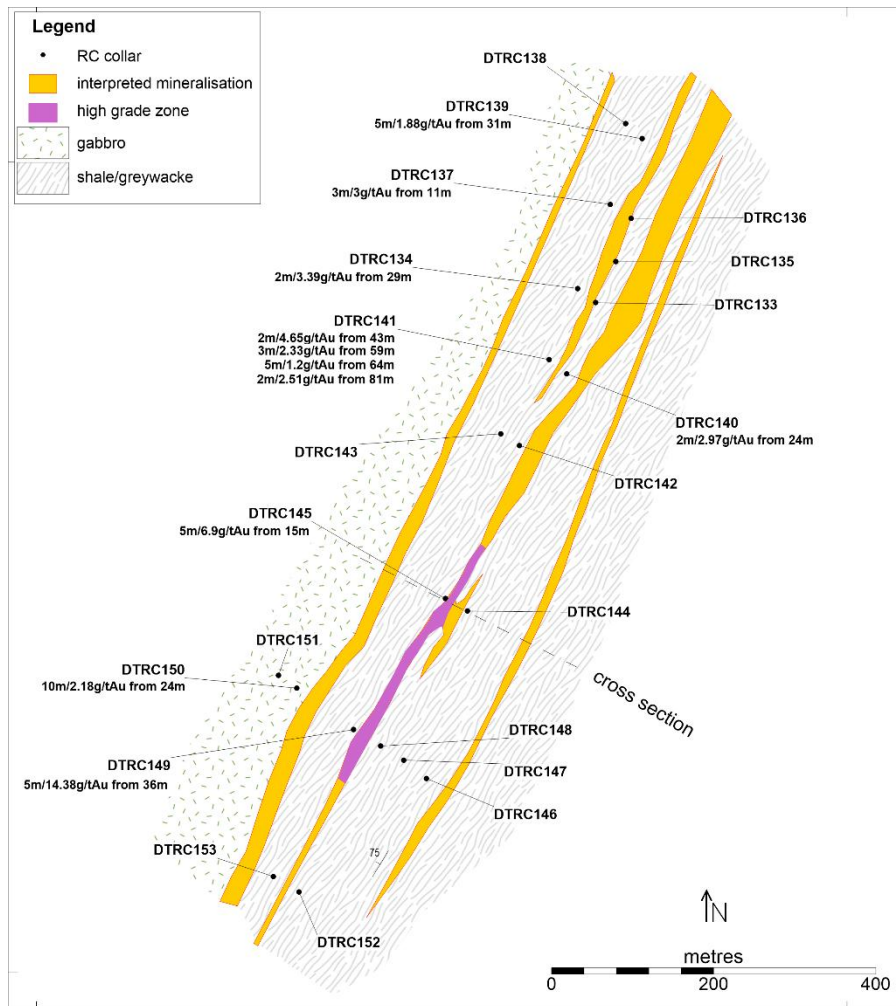 Legend
RC collar
interpreted mineralisation
high grade zone
gabbro
shale/greywacke
DTRC138
DTRC139
5m/1.88g/tAu from 31m
DTRC137
3m/3g/tAu from 11m
DTRC136
DTRC134
2m/3.39g/tAu from 29m
DTRC135
DTRC133
DTRC141
2m/4.65g/tAu from 43m
3m/2.33g/tAu from 59m
5m/1.2g/tAu from 64m
2m/2.51g/tAu from 81m
DTRC140
2m/2.97g/tAu from 24m
DTRC143
DTRC142
DTRC145
5m/6.9g/tAu from 15m
DTRC144
DTRC151
DTRC150
10m/2.18g/tAu from 24m
cross section
DTRC148
DTRC149
5m/14.38g/tAu from 36m
DTRC147
DTRC146
75
DTRC153
DTRC152
N
metres
0
200
400